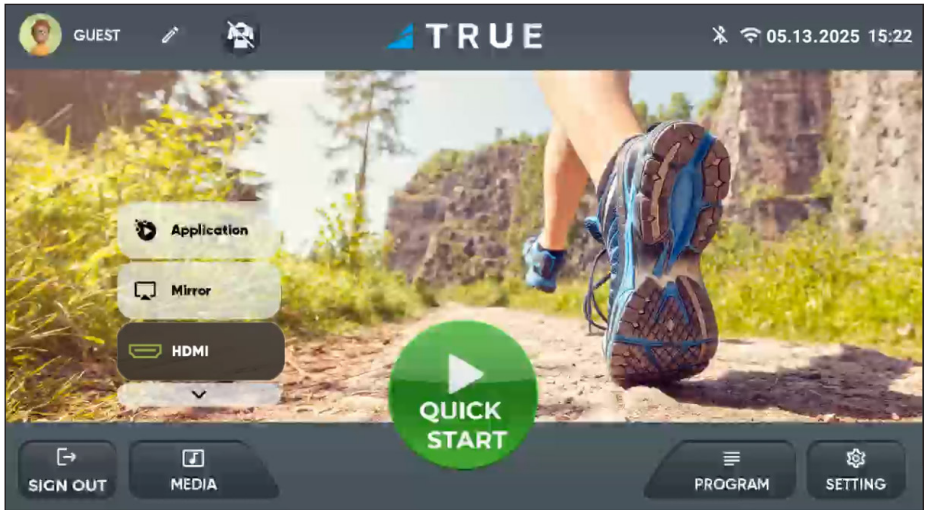 GUEST
TRUE
05.13.2025 15:22
Application
Mirror
HDMI
QUICK
START
SIGN OUT
MEDIA
PROGRAM
SETTING